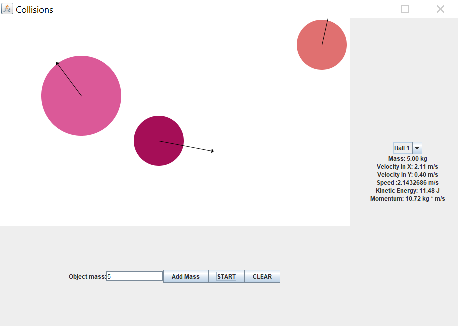 Collisions
Ball 1
Mass: 5.00 kg
Velocity in X: 2.11 m/s
Velocity in Y: 0.40 m/s
Speed :2.1432686 m/s
Kinetic Energy: 11.48 J
Momentum: 10.72 kg * m/s
Object mass: 5 Add Mass START CLEAR